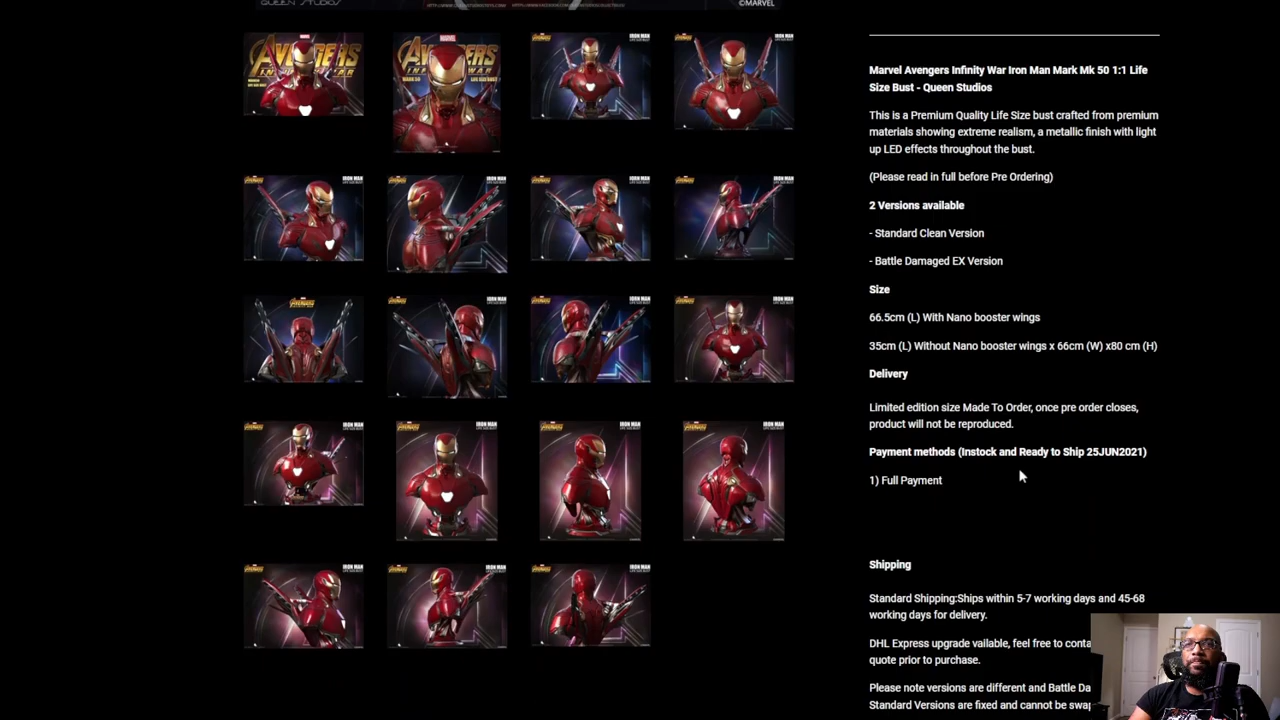 QUEEN STUDIOS
©MARVEL
Marvel Avengers Infinity War Iron Man Mark Mk 50 1:1 Life
Size Bust - Queen Studios
This is a Premium Quality Life Size bust crafted from premium
materials showing extreme realism, a metallic finish with light
up LED effects throughout the bust.
(Please read in full before Pre Ordering)
2 Versions available
- Standard Clean Version
- Battle Damaged EX Version
Size
66.5cm (L) With Nano booster wings
35cm (L) Without Nano booster wings x 66cm (W) x80 cm (H)
Delivery
Limited edition size Made To Order, once pre order closes,
product will not be reproduced.
Payment methods (Instock and Ready to Ship 25JUN2021)
1) Full Payment
Shipping
Standard Shipping:Ships within 5-7 working days and 45-68
working days for delivery.
DHL Express upgrade vailable, feel free to conta
quote prior to purchase.
Please note versions are different and Battle Da
Standard Versions are fixed and cannot be swap